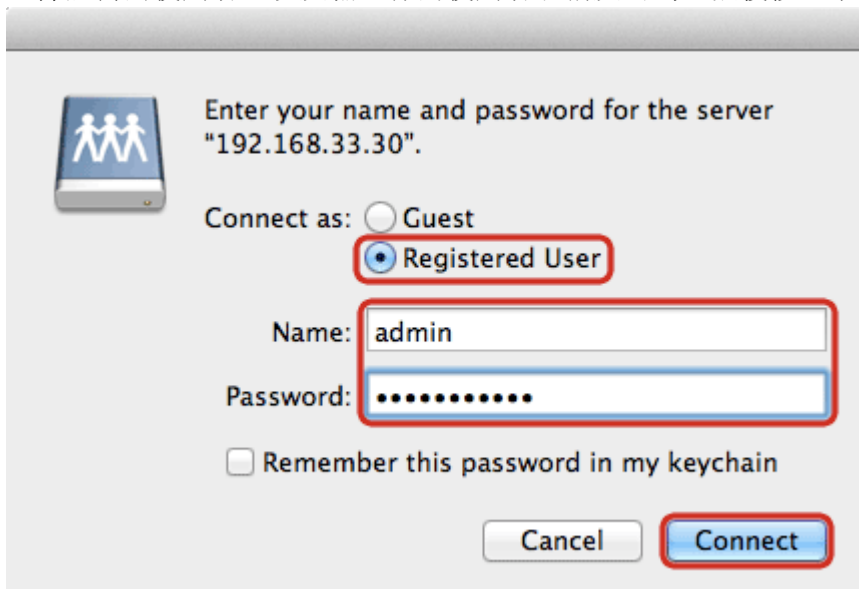 Enter your name and password for the server
"192.168.33.30".
Connect as: Guest
Registered User
Name: admin
Password: •••••••••••
Remember this password in my keychain
Cancel Connect